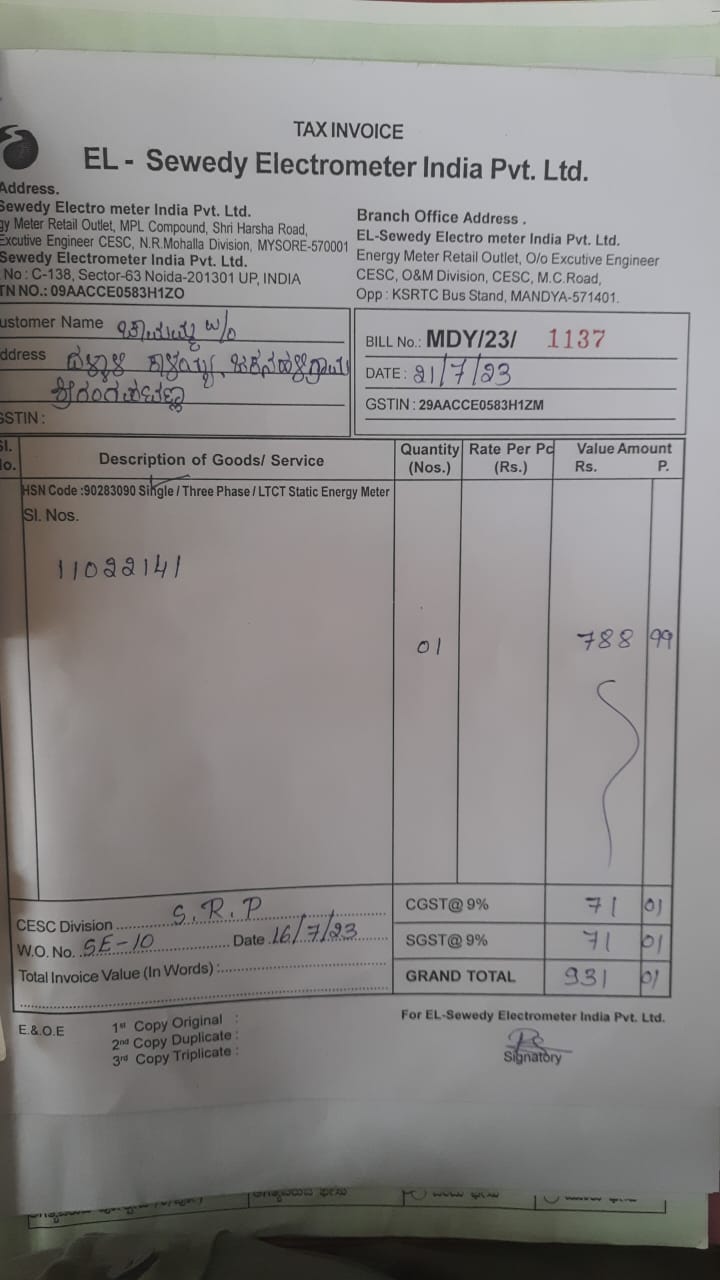 TAX INVOICE
EL - Sewedy Electrometer India Pvt. Ltd.
Address.
Sewedy Electro meter India Pvt. Ltd.
gy Meter Retail Outlet, MPL Compound, Shri Harsha Road,
Excutive Engineer CESC, N.R.Mohalla Division, MYSORE-570001
Sewedy Electrometer India Pvt. Ltd.
No : C-138, Sector-63 Noida-201301 UP, INDIA
TN NO.: 09AACCE0583H1ZO
Branch Office Address .
EL-Sewedy Electro meter India Pvt. Ltd.
Energy Meter Retail Outlet, O/o Excutive Engineer
CESC, O&M Division, CESC, M.C.Road,
Opp : KSRTC Bus Stand, MANDYA-571401.
ustomer Name W/o
ddress
GSTIN :
BILL No.: MDY/23/ 1137
DATE : 21/7/23
GSTIN : 29AACCE0583H1ZM
Sl. No. Description of Goods/ Service Quantity (Nos.) Rate Per Pc (Rs.) Value Amount Rs. P.
HSN Code :90283090 Single / Three Phase / LTCT Static Energy Meter
Sl. Nos.
11022141
01 788 99
CESC Division S.R.P
W.O. No. SE-10 Date 16/7/23
Total Invoice Value (In Words) :
CGST@ 9% 71 01
SGST@ 9% 71 01
GRAND TOTAL 931 01
E.&.O.E
1st Copy Original :
2nd Copy Duplicate :
3rd Copy Triplicate :
For EL-Sewedy Electrometer India Pvt. Ltd.
Signatory